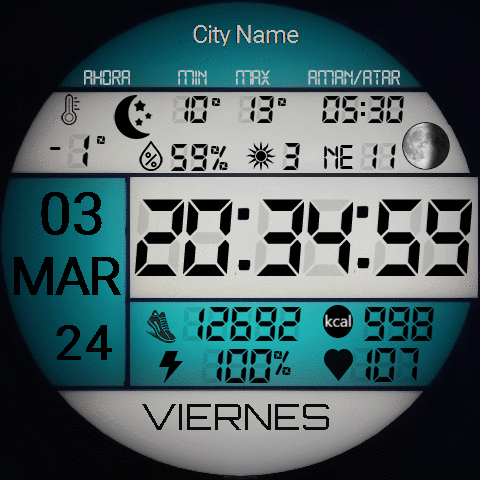 City Name
AHORA MIN MAX AMAN/ATAR
10° 13° 05:30
-1° 59% 3 NE 11
03
MAR
24
20:34:59
12692 kcal 998
100% 107
VIERNES